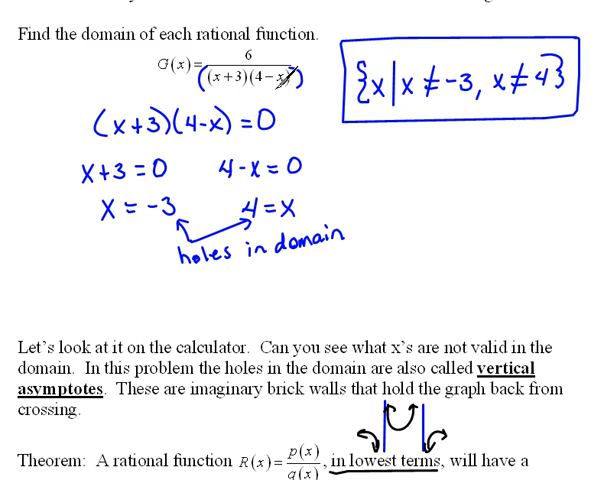 Find the domain of each rational function.
G(x) = 6 / ((x+3)(4−x))
{x | x ≠ -3, x ≠ 4}
(x+3)(4-x) = 0
x+3 = 0 4-x = 0
x = -3 4 = x
holes in domain
Let's look at it on the calculator. Can you see what x's are not valid in the
domain. In this problem the holes in the domain are also called vertical
asymptotes. These are imaginary brick walls that hold the graph back from
crossing.
Theorem: A rational function R(x) = p(x)/q(x), in lowest terms, will have a